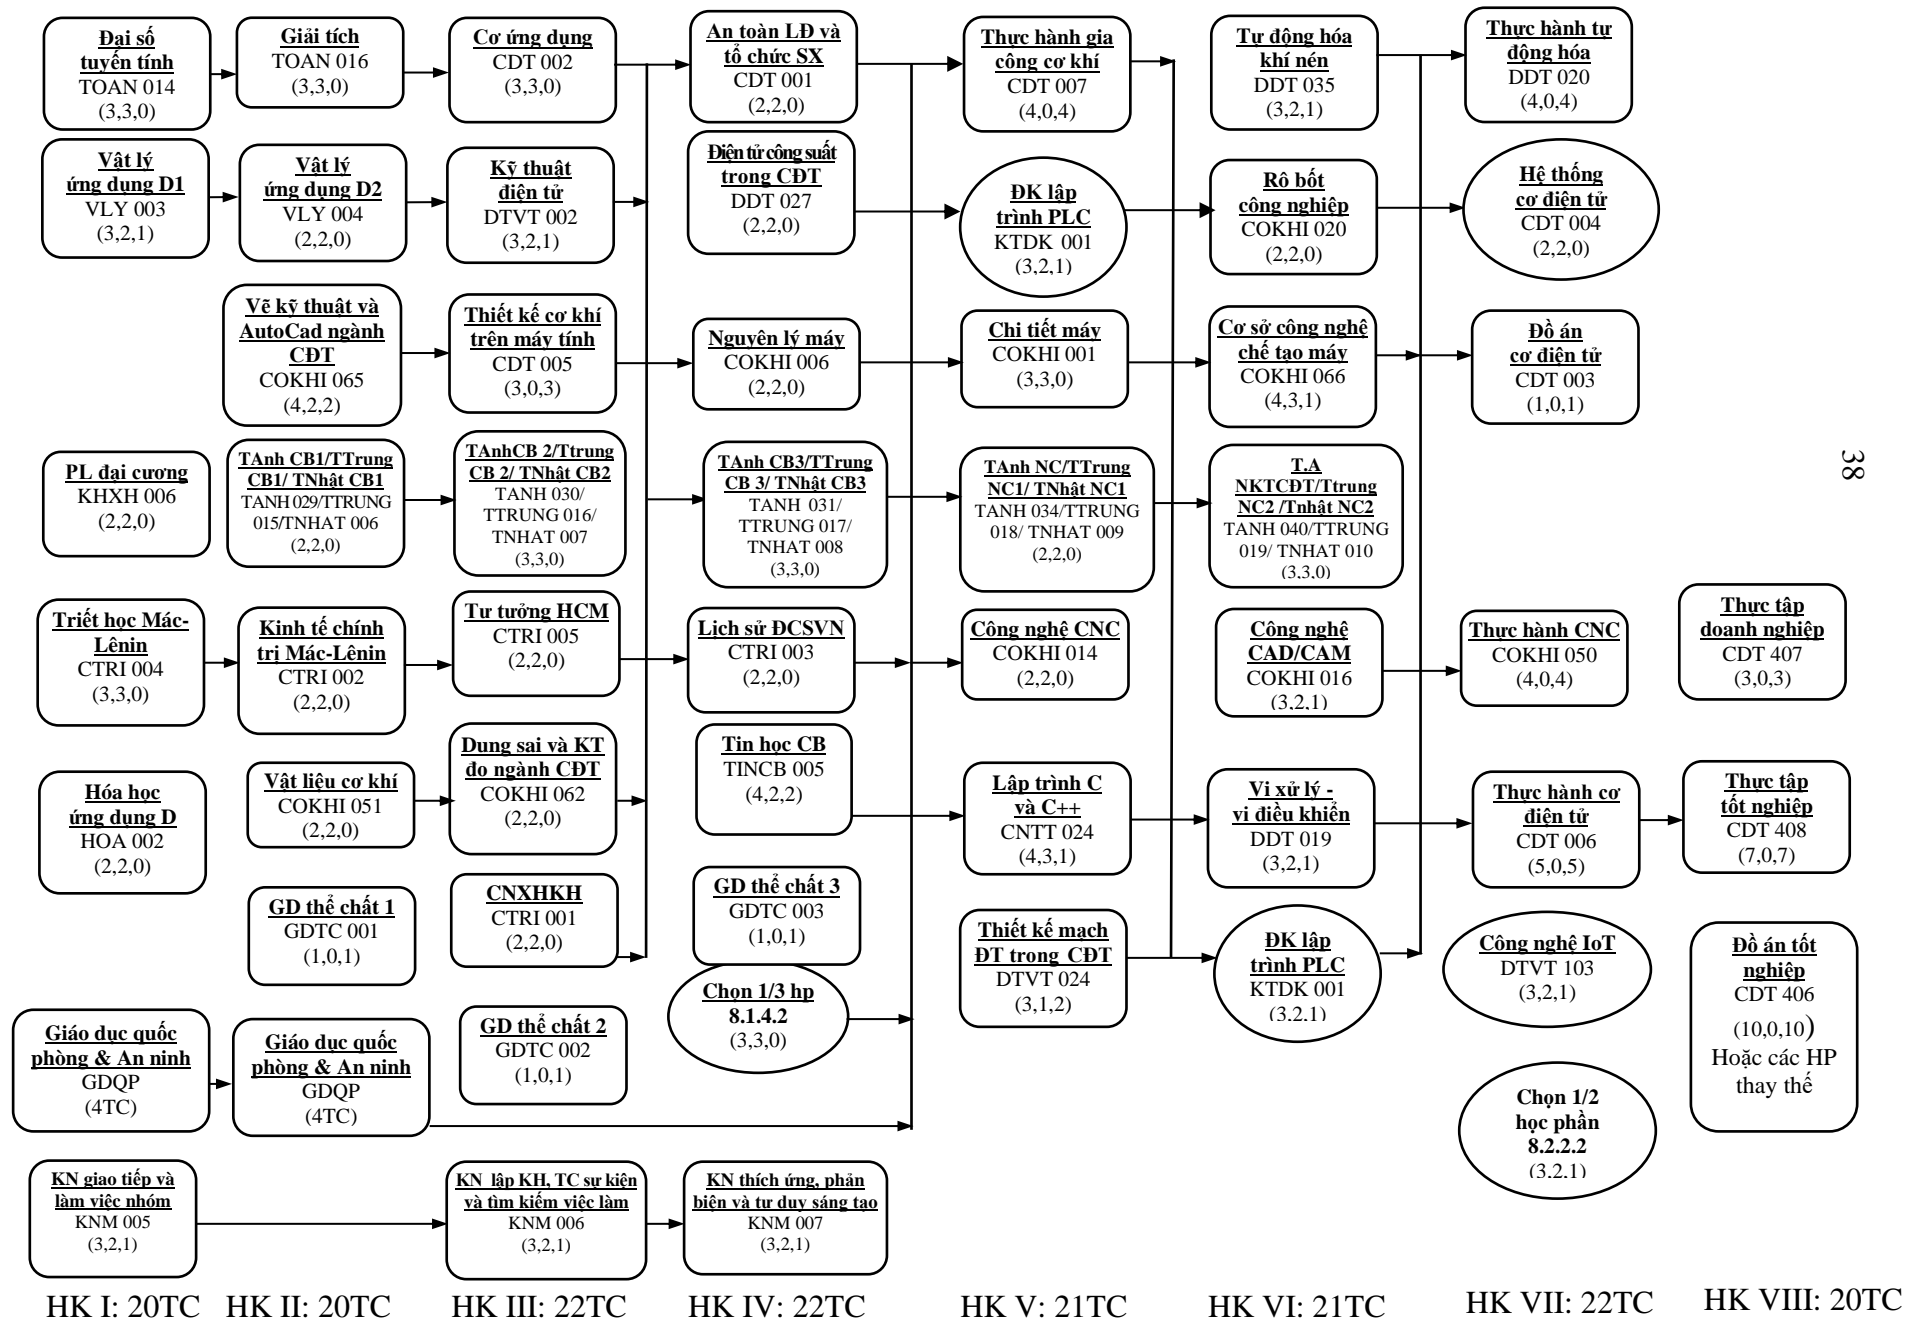 Đại số
tuyến tính
TOAN 014
(3,3,0)
Giải tích
TOAN 016
(3,3,0)
Cơ ứng dụng
CDT 002
(3,3,0)
An toàn LĐ và
tổ chức SX
CDT 001
(2,2,0)
Thực hành gia
công cơ khí
CDT 007
(4,0,4)
Tự động hóa
khí nén
DDT 035
(3,2,1)
Thực hành tự
động hóa
DDT 020
(4,0,4)
Vật lý
ứng dụng D1
VLY 003
(3,2,1)
Vật lý
ứng dụng D2
VLY 004
(2,2,0)
Kỹ thuật
điện tử
DTVT 002
(3,2,1)
Điện tử công suất
trong CĐT
DDT 027
(2,2,0)
ĐK lập
trình PLC
KTDK 001
(3,2,1)
Rô bốt
công nghiệp
COKHI 020
(2,2,0)
Hệ thống
cơ điện tử
CDT 004
(2,2,0)
Vẽ kỹ thuật và
AutoCad ngành
CĐT
COKHI 065
(4,2,2)
Thiết kế cơ khí
trên máy tính
CDT 005
(3,0,3)
Nguyên lý máy
COKHI 006
(2,2,0)
Chi tiết máy
COKHI 001
(3,3,0)
Cơ sở công nghệ
chế tạo máy
COKHI 066
(4,3,1)
Đồ án
cơ điện tử
CDT 003
(1,0,1)
38
PL đại cương
KHXH 006
(2,2,0)
TAnh CB1/TTrung
CB1/ TNhật CB1
TANH 029/TTRUNG
015/TNHAT 006
(2,2,0)
TAnhCB 2/Ttrung
CB 2/ TNhật CB2
TANH 030/
TTRUNG 016/
TNHAT 007
(3,3,0)
TAnh CB3/TTrung
CB 3/ TNhật CB3
TANH 031/
TTRUNG 017/
TNHAT 008
(3,3,0)
TAnh NC/TTrung
NC1/ TNhật NC1
TANH 034/TTRUNG
018/ TNHAT 009
(2,2,0)
T.A
NKTCĐT/Ttrung
NC2 /Tnhật NC2
TANH 040/TTRUNG
019/ TNHAT 010
(3,3,0)
Triết học Mác-
Lênin
CTRI 004
(3,3,0)
Kinh tế chính
trị Mác-Lênin
CTRI 002
(2,2,0)
Tư tưởng HCM
CTRI 005
(2,2,0)
Lịch sử ĐCSVN
CTRI 003
(2,2,0)
Công nghệ CNC
COKHI 014
(2,2,0)
Công nghệ
CAD/CAM
COKHI 016
(3,2,1)
Thực hành CNC
COKHI 050
(4,0,4)
Thực tập
doanh nghiệp
CDT 407
(3,0,3)
Hóa học
ứng dụng D
HOA 002
(2,2,0)
Vật liệu cơ khí
COKHI 051
(2,2,0)
Dung sai và KT
đo ngành CĐT
COKHI 062
(2,2,0)
Tin học CB
TINCB 005
(4,2,2)
Lập trình C
và C++
CNTT 024
(4,3,1)
Vi xử lý -
vi điều khiển
DDT 019
(3,2,1)
Thực hành cơ
điện tử
CDT 006
(5,0,5)
Thực tập
tốt nghiệp
CDT 408
(7,0,7)
GD thể chất 1
GDTC 001
(1,0,1)
CNXHKH
CTRI 001
(2,2,0)
GD thể chất 3
GDTC 003
(1,0,1)
Thiết kế mạch
ĐT trong CĐT
DTVT 024
(3,1,2)
ĐK lập
trình PLC
KTDK 001
(3,2,1)
Công nghệ IoT
DTVT 103
(3,2,1)
Đồ án tốt
nghiệp
CDT 406
(10,0,10)
Hoặc các HP
thay thế
Giáo dục quốc
phòng & An ninh
GDQP
(4TC)
Giáo dục quốc
phòng & An ninh
GDQP
(4TC)
GD thể chất 2
GDTC 002
(1,0,1)
Chọn 1/3 hp
8.1.4.2
(3,3,0)
Chọn 1/2
học phần
8.2.2.2
(3,2,1)
KN giao tiếp và
làm việc nhóm
KNM 005
(3,2,1)
KN lập KH, TC sự kiện
và tìm kiếm việc làm
KNM 006
(3,2,1)
KN thích ứng, phản
biện và tư duy sáng tạo
KNM 007
(3,2,1)
HK I: 20TC
HK II: 20TC
HK III: 22TC
HK IV: 22TC
HK V: 21TC
HK VI: 21TC
HK VII: 22TC
HK VIII: 20TC